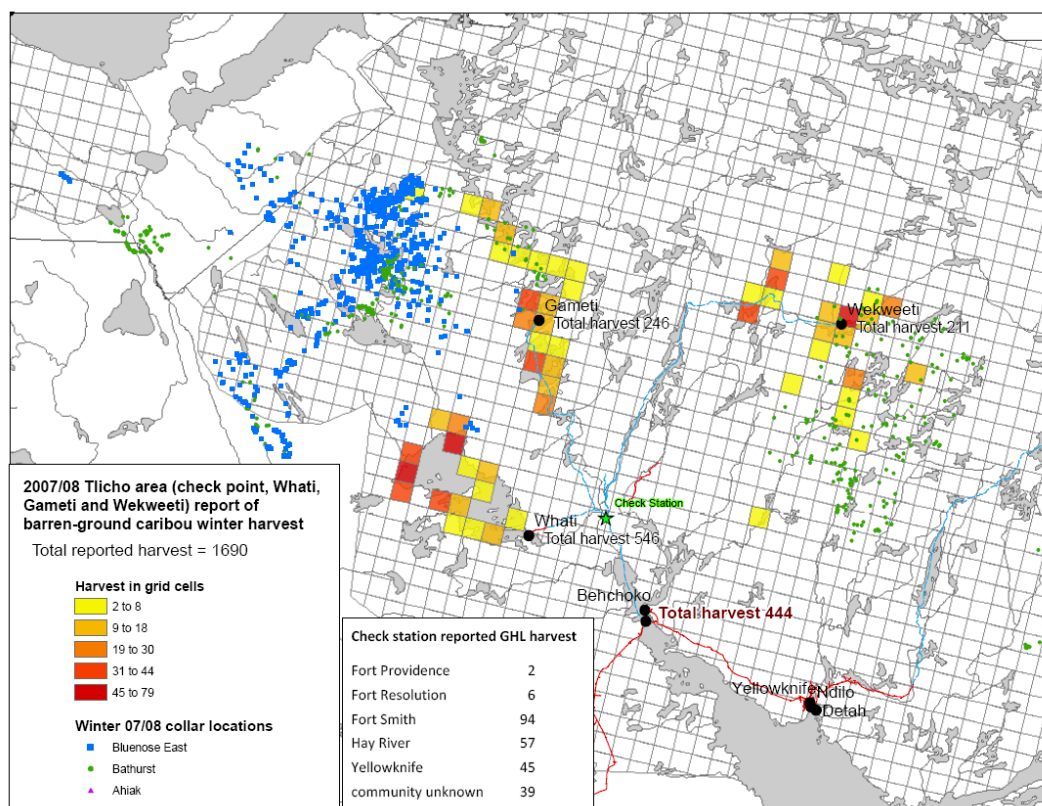 Gameti
Total harvest 246
Wekweeti
Total harvest 211
Check Station
Whati
Total harvest 546
Behchoko
Total harvest 444
Yellowknife
Ndilo
Detah
2007/08 Tlicho area (check point, Whati,
Gameti and Wekweeti) report of
barren-ground caribou winter harvest
Total reported harvest = 1690
Harvest in grid cells
2 to 8
9 to 18
19 to 30
31 to 44
45 to 79
Winter 07/08 collar locations
Bluenose East
Bathurst
Ahiak
Check station reported GHL harvest
Fort Providence 2
Fort Resolution 6
Fort Smith 94
Hay River 57
Yellowknife 45
community unknown 39